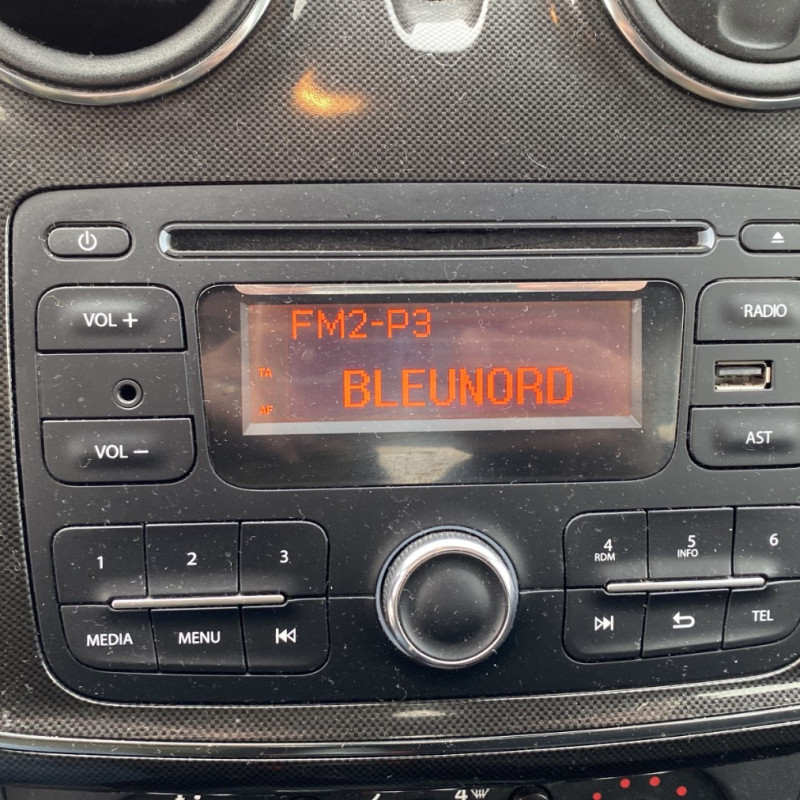 FM2-P3
TA
BLEUNORD
AF
VOL +
RADIO
VOL −
AST
1
2
3
4
RDM
5
INFO
6
MEDIA
MENU
TEL
4